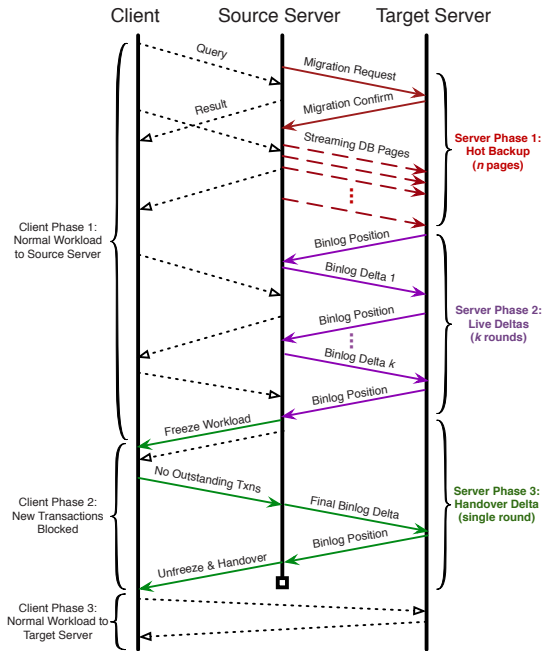 Client
Source Server
Target Server
Query
Migration Request
Result
Migration Confirm
Streaming DB Pages
Server Phase 1:
Hot Backup
(n pages)
Client Phase 1:
Normal Workload
to Source Server
Binlog Position
Binlog Delta 1
Binlog Position
Server Phase 2:
Live Deltas
(k rounds)
Binlog Delta k
Binlog Position
Freeze Workload
No Outstanding Txns
Final Binlog Delta
Server Phase 3:
Handover Delta
(single round)
Client Phase 2:
New Transactions
Blocked
Binlog Position
Unfreeze & Handover
Client Phase 3:
Normal Workload to
Target Server